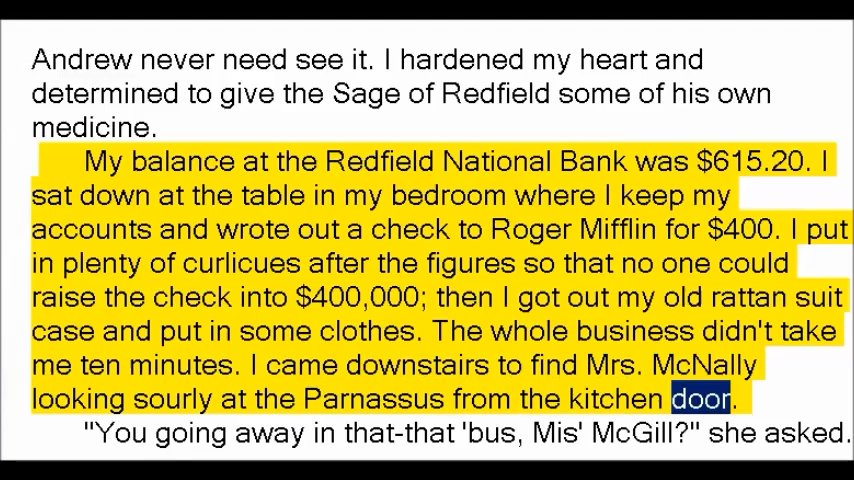 Andrew never need see it. I hardened my heart and
determined to give the Sage of Redfield some of his own
medicine.
My balance at the Redfield National Bank was $615.20. I
sat down at the table in my bedroom where I keep my
accounts and wrote out a check to Roger Mifflin for $400. I put
in plenty of curlicues after the figures so that no one could
raise the check into $400,000; then I got out my old rattan suit
case and put in some clothes. The whole business didn't take
me ten minutes. I came downstairs to find Mrs. McNally
looking sourly at the Parnassus from the kitchen door.
"You going away in that-that 'bus, Mis' McGill?" she asked.